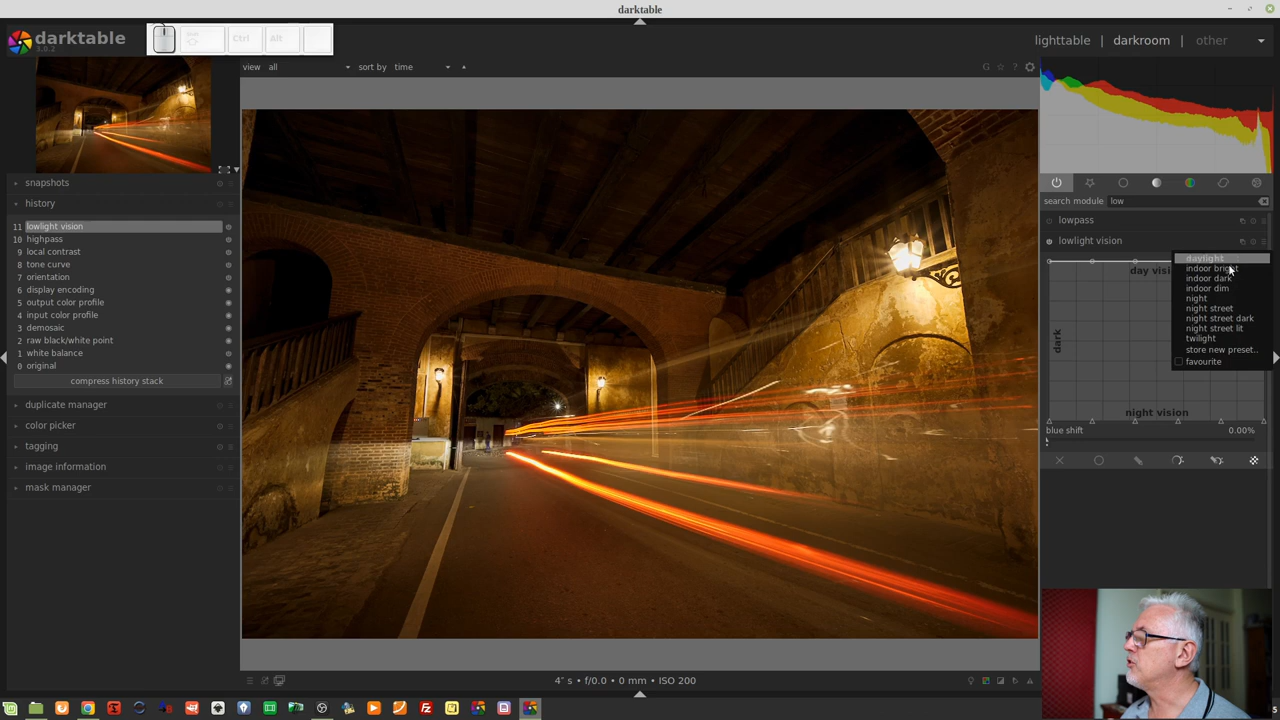 darktable
darktable
3.0.2
Ctrl
Alt
lighttable | darkroom | other
view all
sort by time
snapshots
history
11 lowlight vision
10 highpass
9 local contrast
8 tone curve
7 orientation
6 display encoding
5 output color profile
4 input color profile
3 demosaic
2 raw black/white point
1 white balance
0 original
compress history stack
duplicate manager
color picker
tagging
image information
mask manager
search module low
lowpass
lowlight vision
daylight
indoor bright
indoor dark
indoor dim
night
night street
night street dark
night street lit
twilight
store new preset..
favourite
dark
night vision
blue shift 0.00%
4″ s • f/0.0 • 0 mm • ISO 200